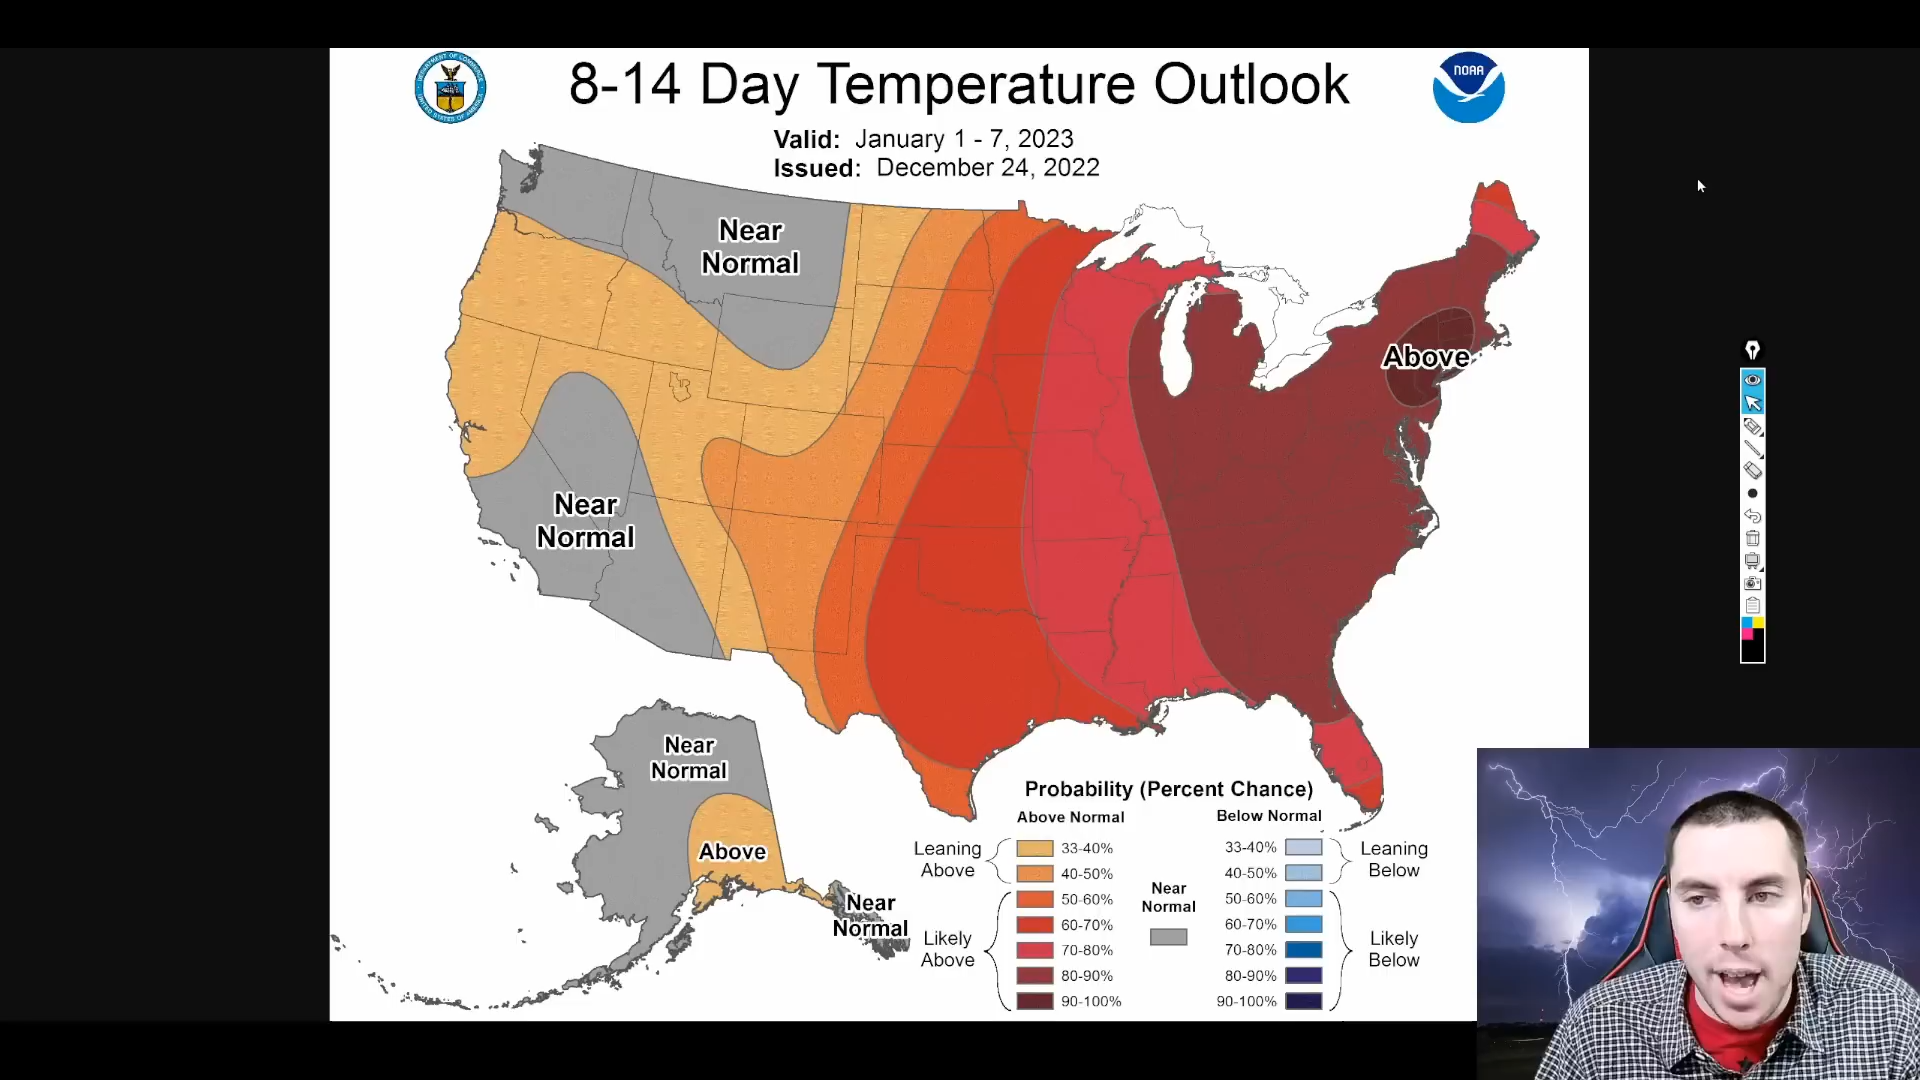 8-14 Day Temperature Outlook
NOAA
Valid: January 1 - 7, 2023
Issued: December 24, 2022
Near
Normal
Above
Near
Normal
Near
Normal
Above
Near
Normal
Probability (Percent Chance)
Above Normal
Below Normal
Leaning
Above
33-40%
40-50%
Likely
Above
50-60%
60-70%
70-80%
80-90%
90-100%
Near
Normal
33-40%
40-50%
Leaning
Below
50-60%
60-70%
70-80%
80-90%
90-100%
Likely
Below